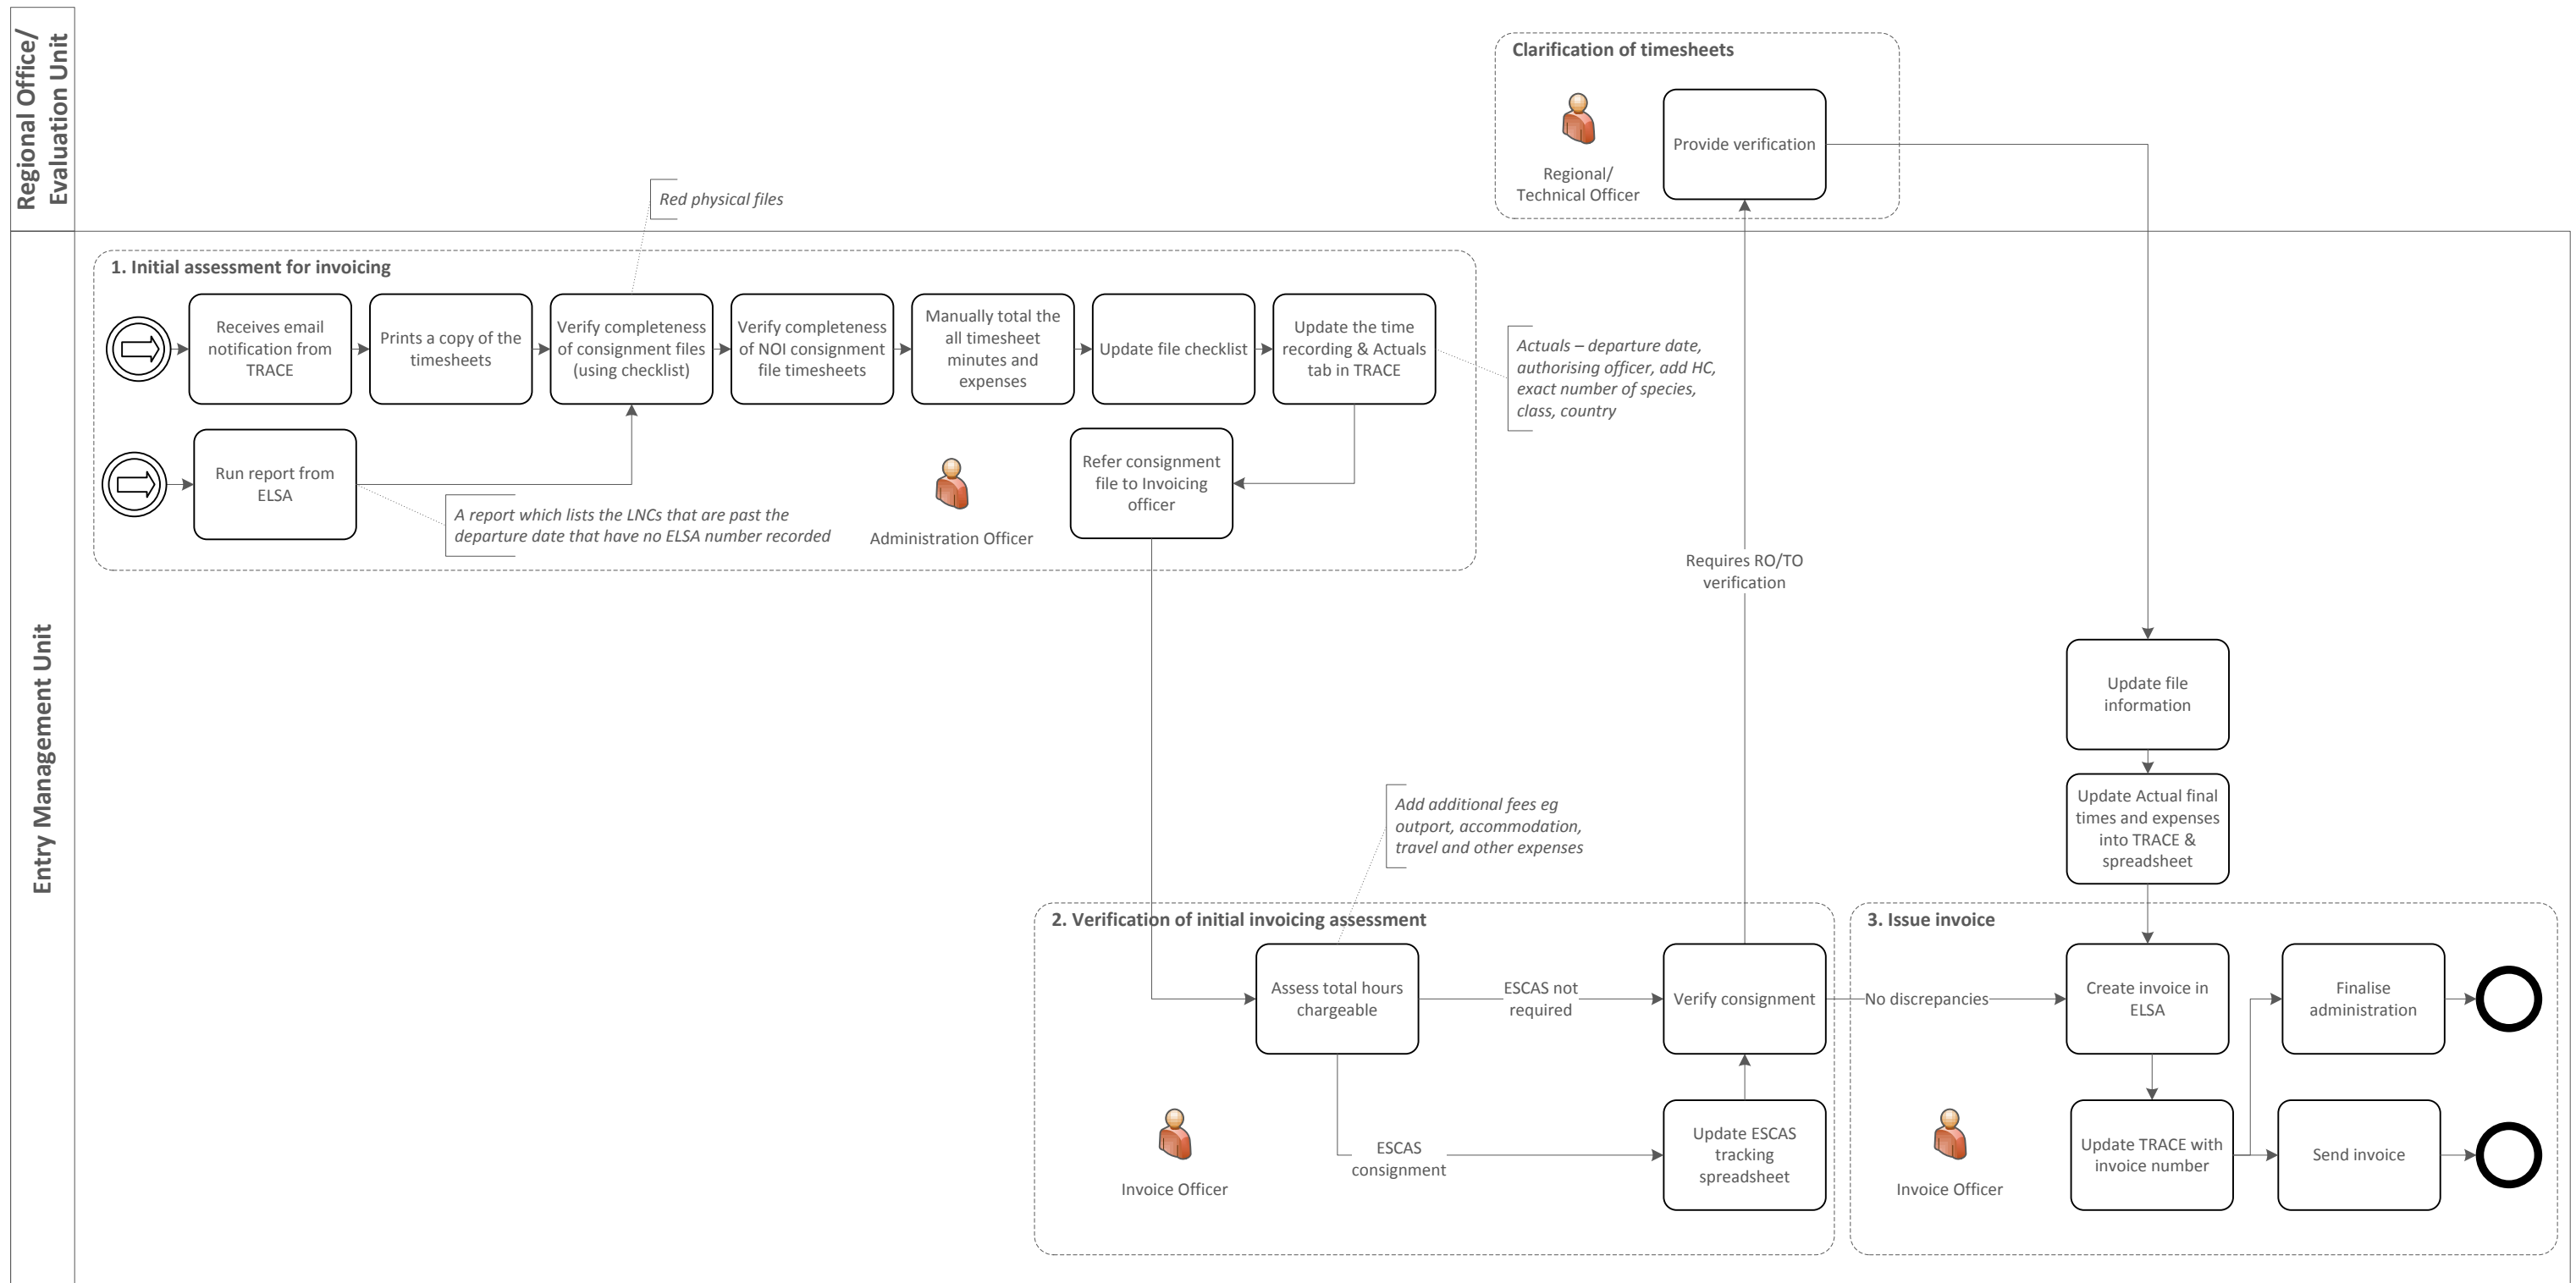 Regional Office/
Evaluation Unit
Clarification of timesheets
Provide verification
Regional/
Technical Officer
Red physical files
Entry Management Unit
1. Initial assessment for invoicing
Receives email
notification from
TRACE
Prints a copy of the
timesheets
Verify completeness
of consignment files
(using checklist)
Verify completeness
of NOI consignment
file timesheets
Manually total the
all timesheet
minutes and
expenses
Update file checklist
Update the time
recording & Actuals
tab in TRACE
Actuals – departure date,
authorising officer, add HC,
exact number of species,
class, country
Run report from
ELSA
A report which lists the LNCs that are past the
departure date that have no ELSA number recorded
Administration Officer
Refer consignment
file to Invoicing
officer
Requires RO/TO
verification
Update file
information
Update Actual final
times and expenses
into TRACE &
spreadsheet
Add additional fees eg
outport, accommodation,
travel and other expenses
2. Verification of initial invoicing assessment
Assess total hours
chargeable
ESCAS not
required
Verify consignment
No discrepancies
ESCAS
consignment
Update ESCAS
tracking
spreadsheet
Invoice Officer
3. Issue invoice
Create invoice in
ELSA
Finalise
administration
Update TRACE with
invoice number
Send invoice
Invoice Officer